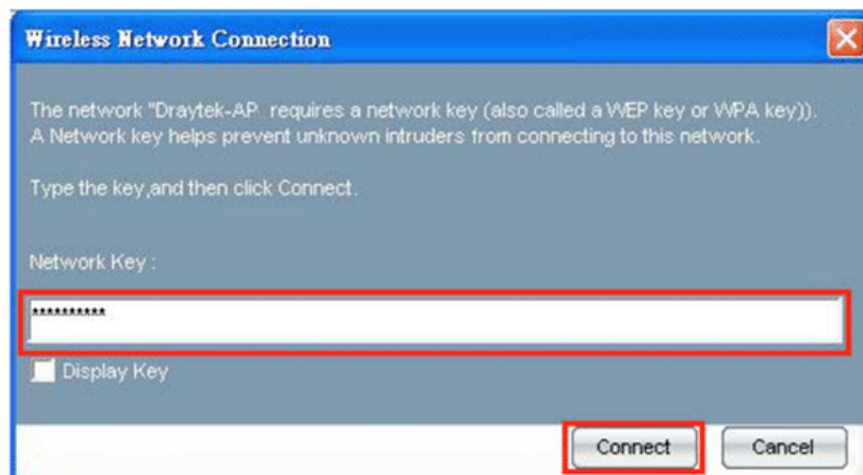 Wireless Network Connection
The network "Draytek-AP requires a network key (also called a WEP key or WPA key)).
A Network key helps prevent unknown intruders from connecting to this network.
Type the key,and then click Connect.
Network Key :
**********
Display Key
Connect Cancel